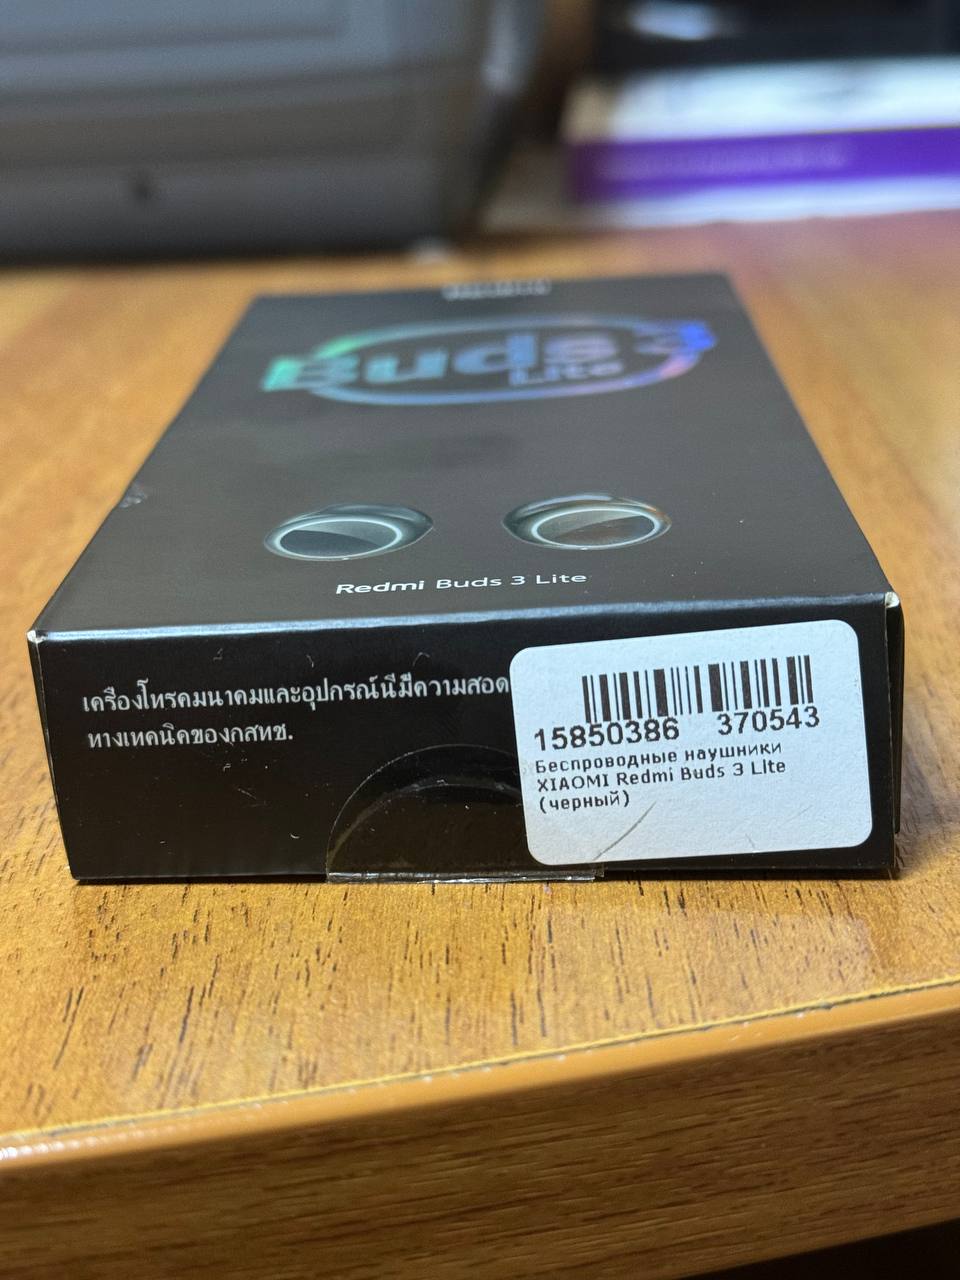 Buds 3
Lite
Redmi Buds 3 Lite
เครื่องโทรคมนาคมและอุปกรณ์นี้มีความสอด
ทางเทคนิคของกสทช.
15850386 370543
Беспроводные наушники
XIAOMI Redmi Buds 3 Lite
(черный)